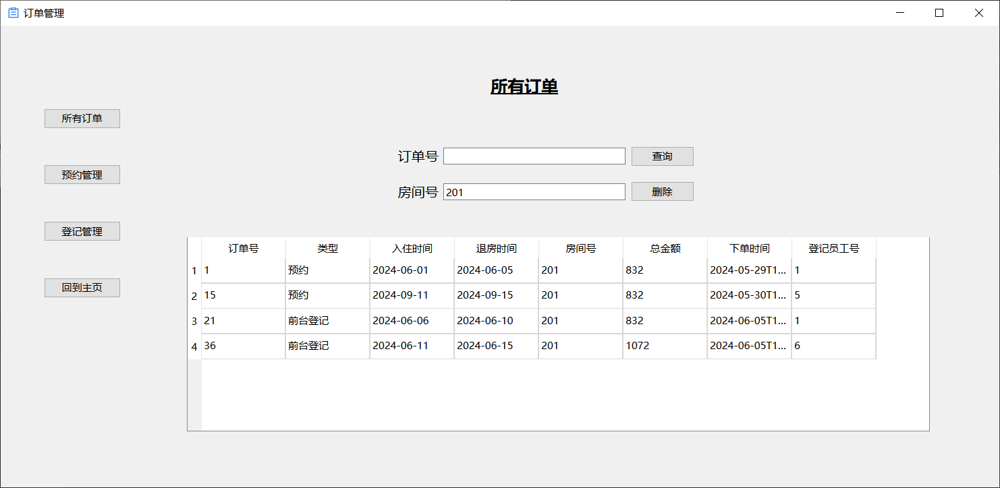 订单管理
所有订单
所有订单
预约管理
登记管理
回到主页
订单号 查询
房间号 201 删除
订单号 类型 入住时间 退房时间 房间号 总金额 下单时间 登记员工号
1 1 预约 2024-06-01 2024-06-05 201 832 2024-05-29T1... 1
2 15 预约 2024-09-11 2024-09-15 201 832 2024-05-30T1... 5
3 21 前台登记 2024-06-06 2024-06-10 201 832 2024-06-05T1... 1
4 36 前台登记 2024-06-11 2024-06-15 201 1072 2024-06-05T1... 6